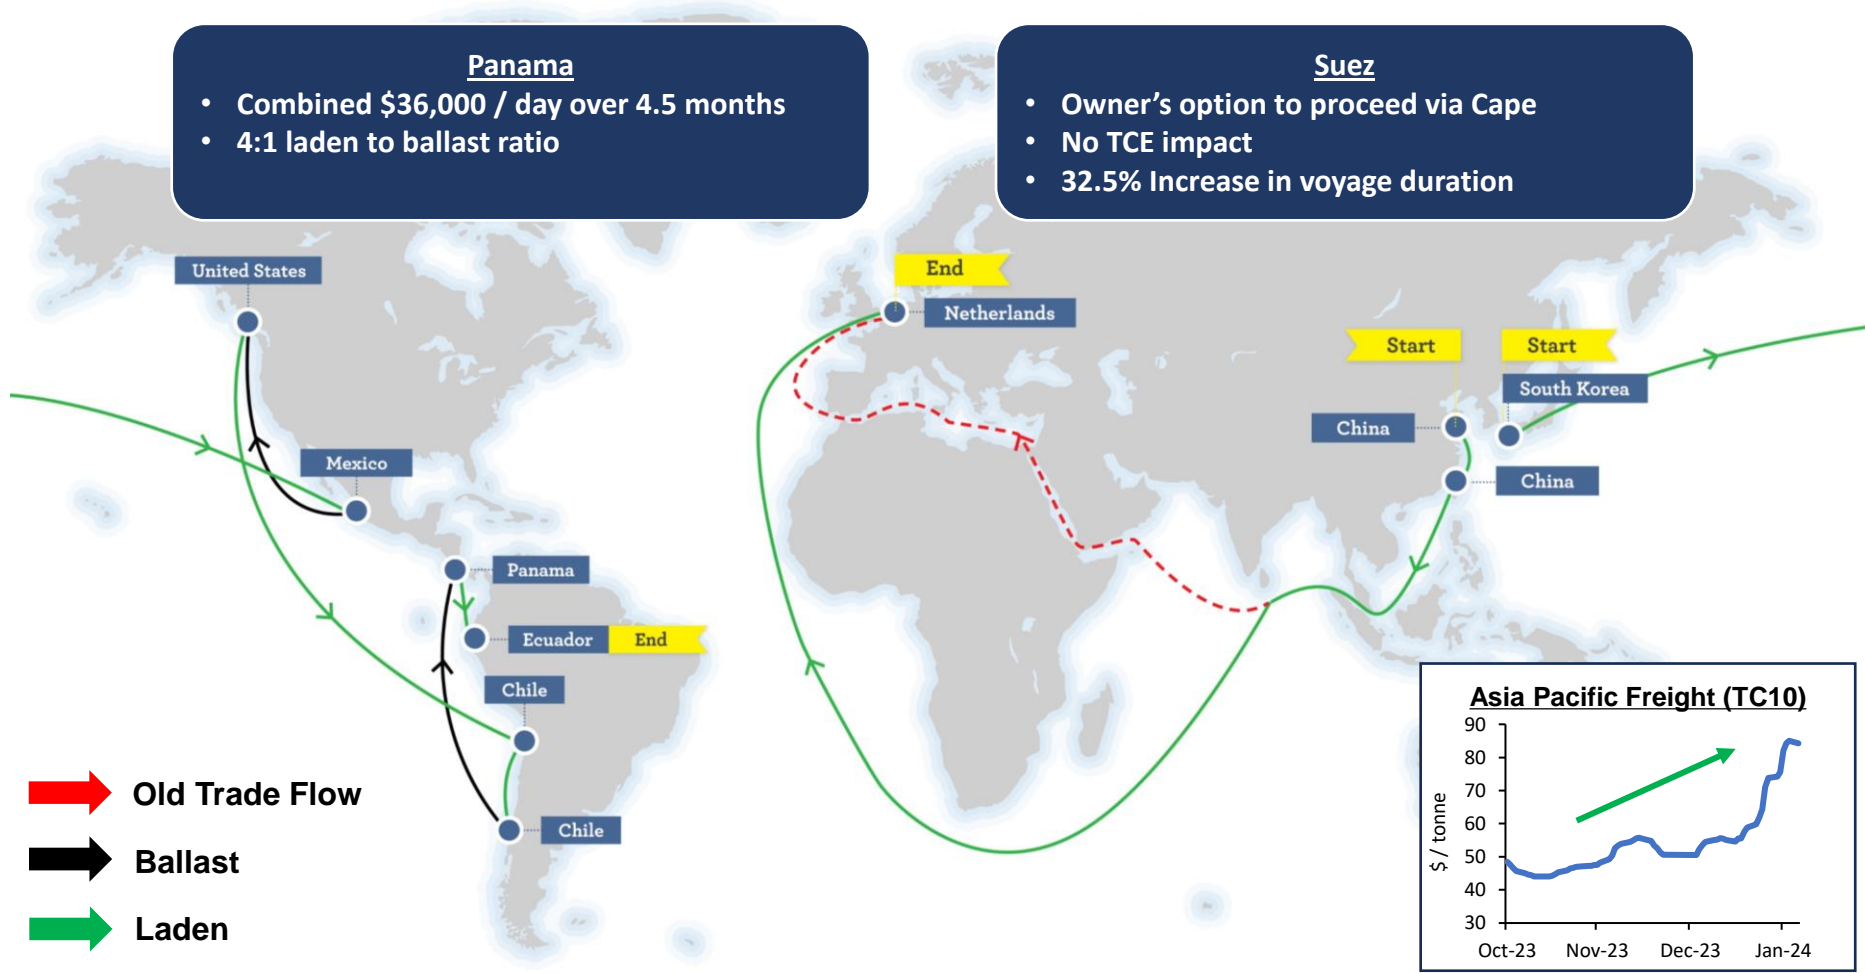 Panama
• Combined $36,000 / day over 4.5 months
• 4:1 laden to ballast ratio
Suez
• Owner's option to proceed via Cape
• No TCE impact
• 32.5% Increase in voyage duration
United States
End
Netherlands
Start
Start
South Korea
China
China
Mexico
Panama
Ecuador
End
Chile
Chile
Old Trade Flow
Ballast
Laden
Asia Pacific Freight (TC10)
$ / tonne
90
80
70
60
50
40
30
Oct-23 Nov-23 Dec-23 Jan-24